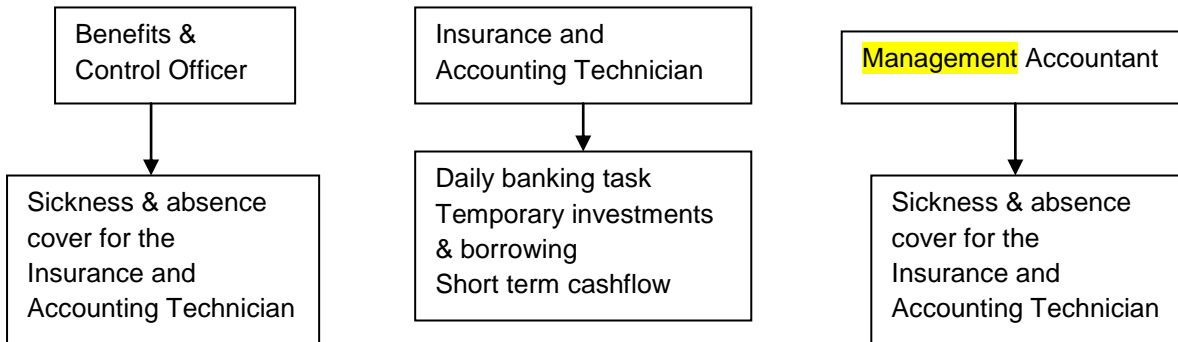 Benefits &
Control Officer
Insurance and
Accounting Technician
Management Accountant
Sickness & absence
cover for the
Insurance and
Accounting Technician
Daily banking task
Temporary investments
& borrowing
Short term cashflow
Sickness & absence
cover for the
Insurance and
Accounting Technician